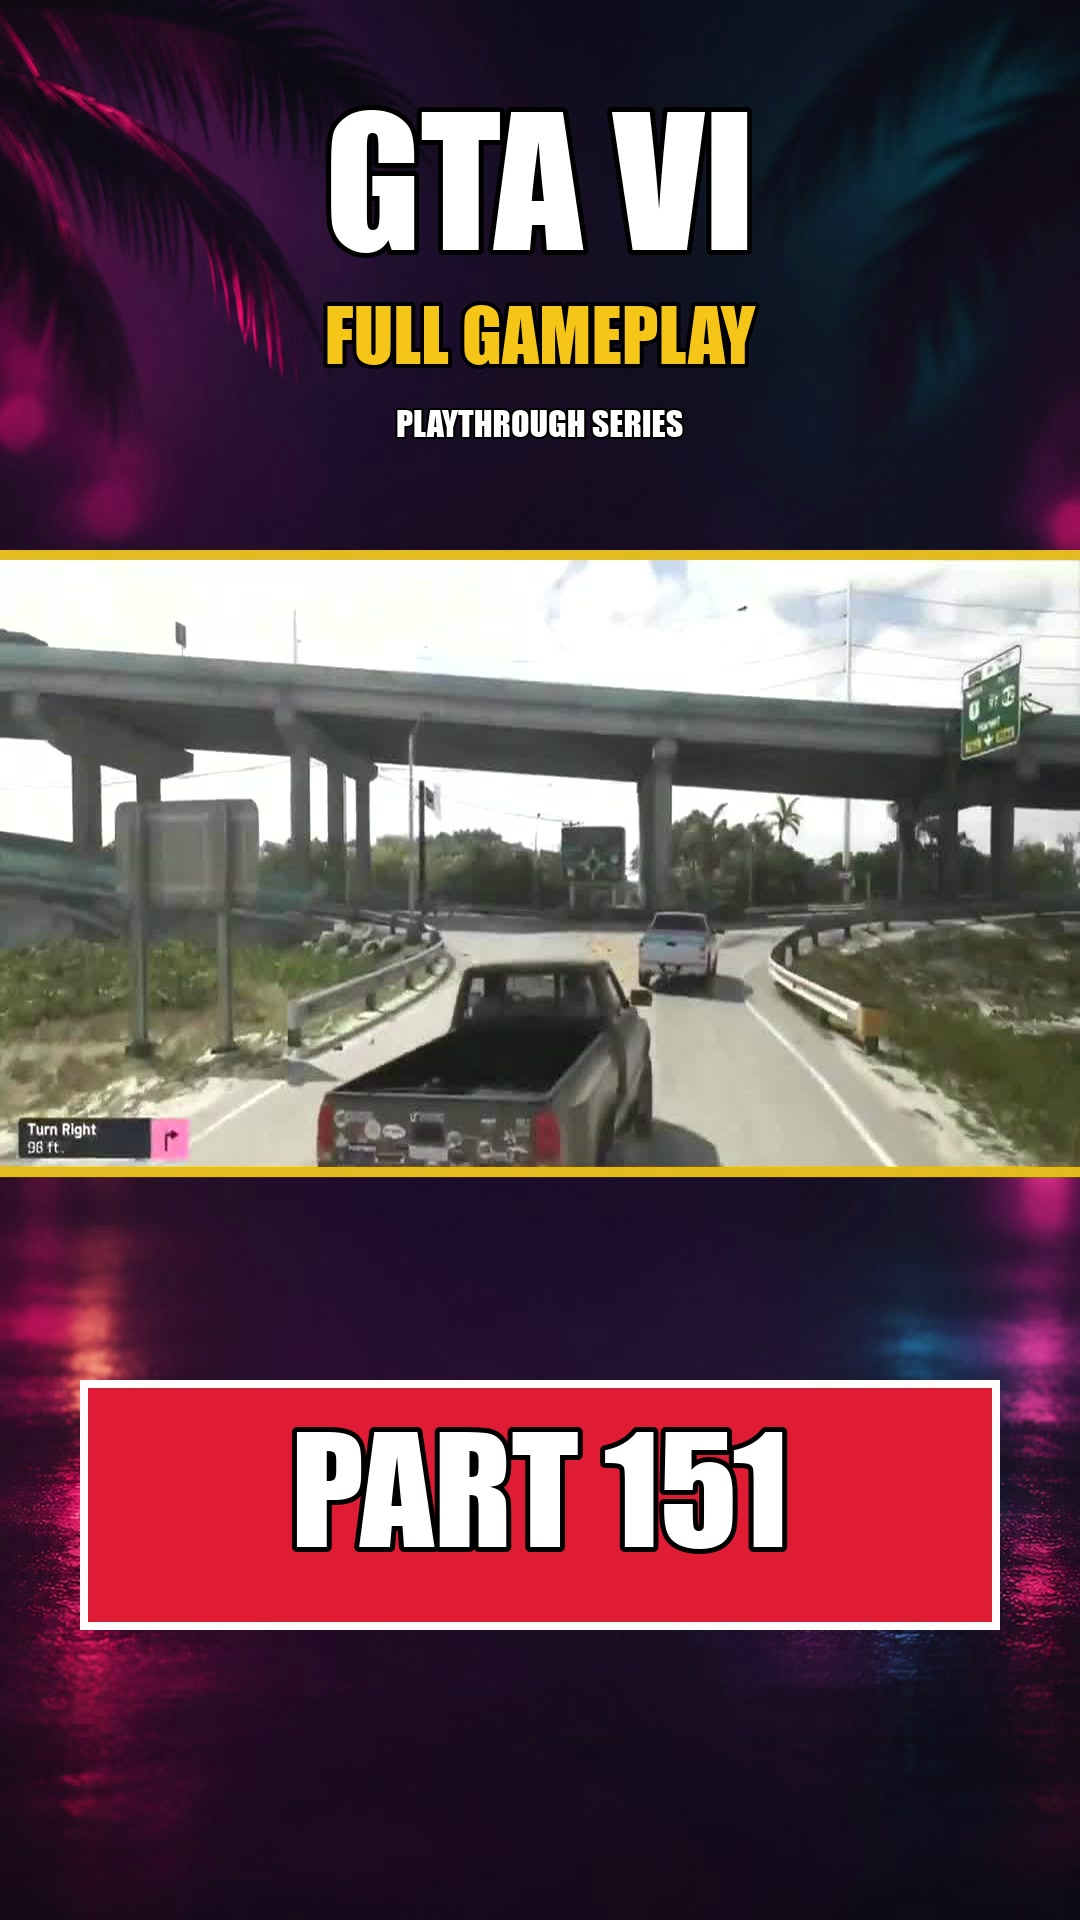 GTA VI
FULL GAMEPLAY
PLAYTHROUGH SERIES
Turn Right
96 ft.
PART 151